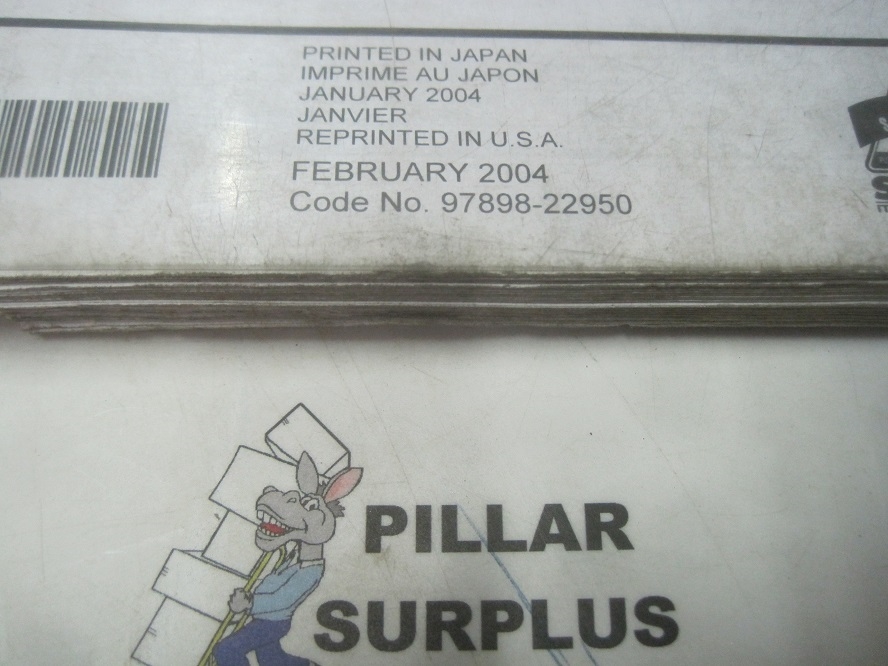 PRINTED IN JAPAN
IMPRIME AU JAPON
JANUARY 2004
JANVIER
REPRINTED IN U.S.A.
FEBRUARY 2004
Code No. 97898-22950
PILLAR
SURPLUS